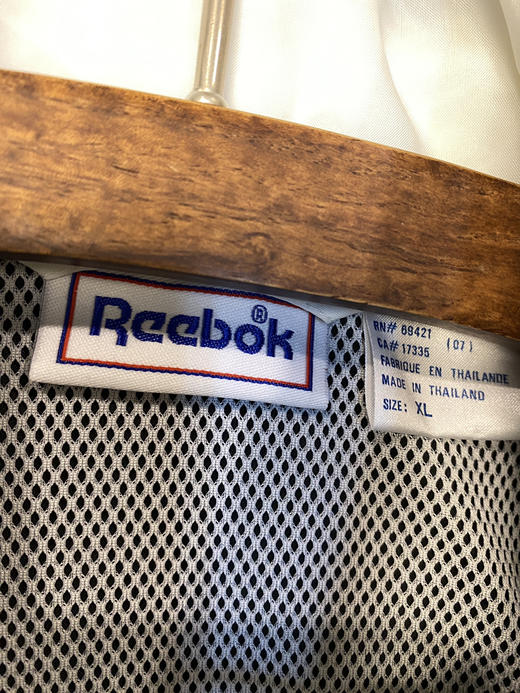 Reebok®
RN# 69421 (07)
CA# 17335
FABRIQUE EN THAILANDE
MADE IN THAILAND
SIZE: XL